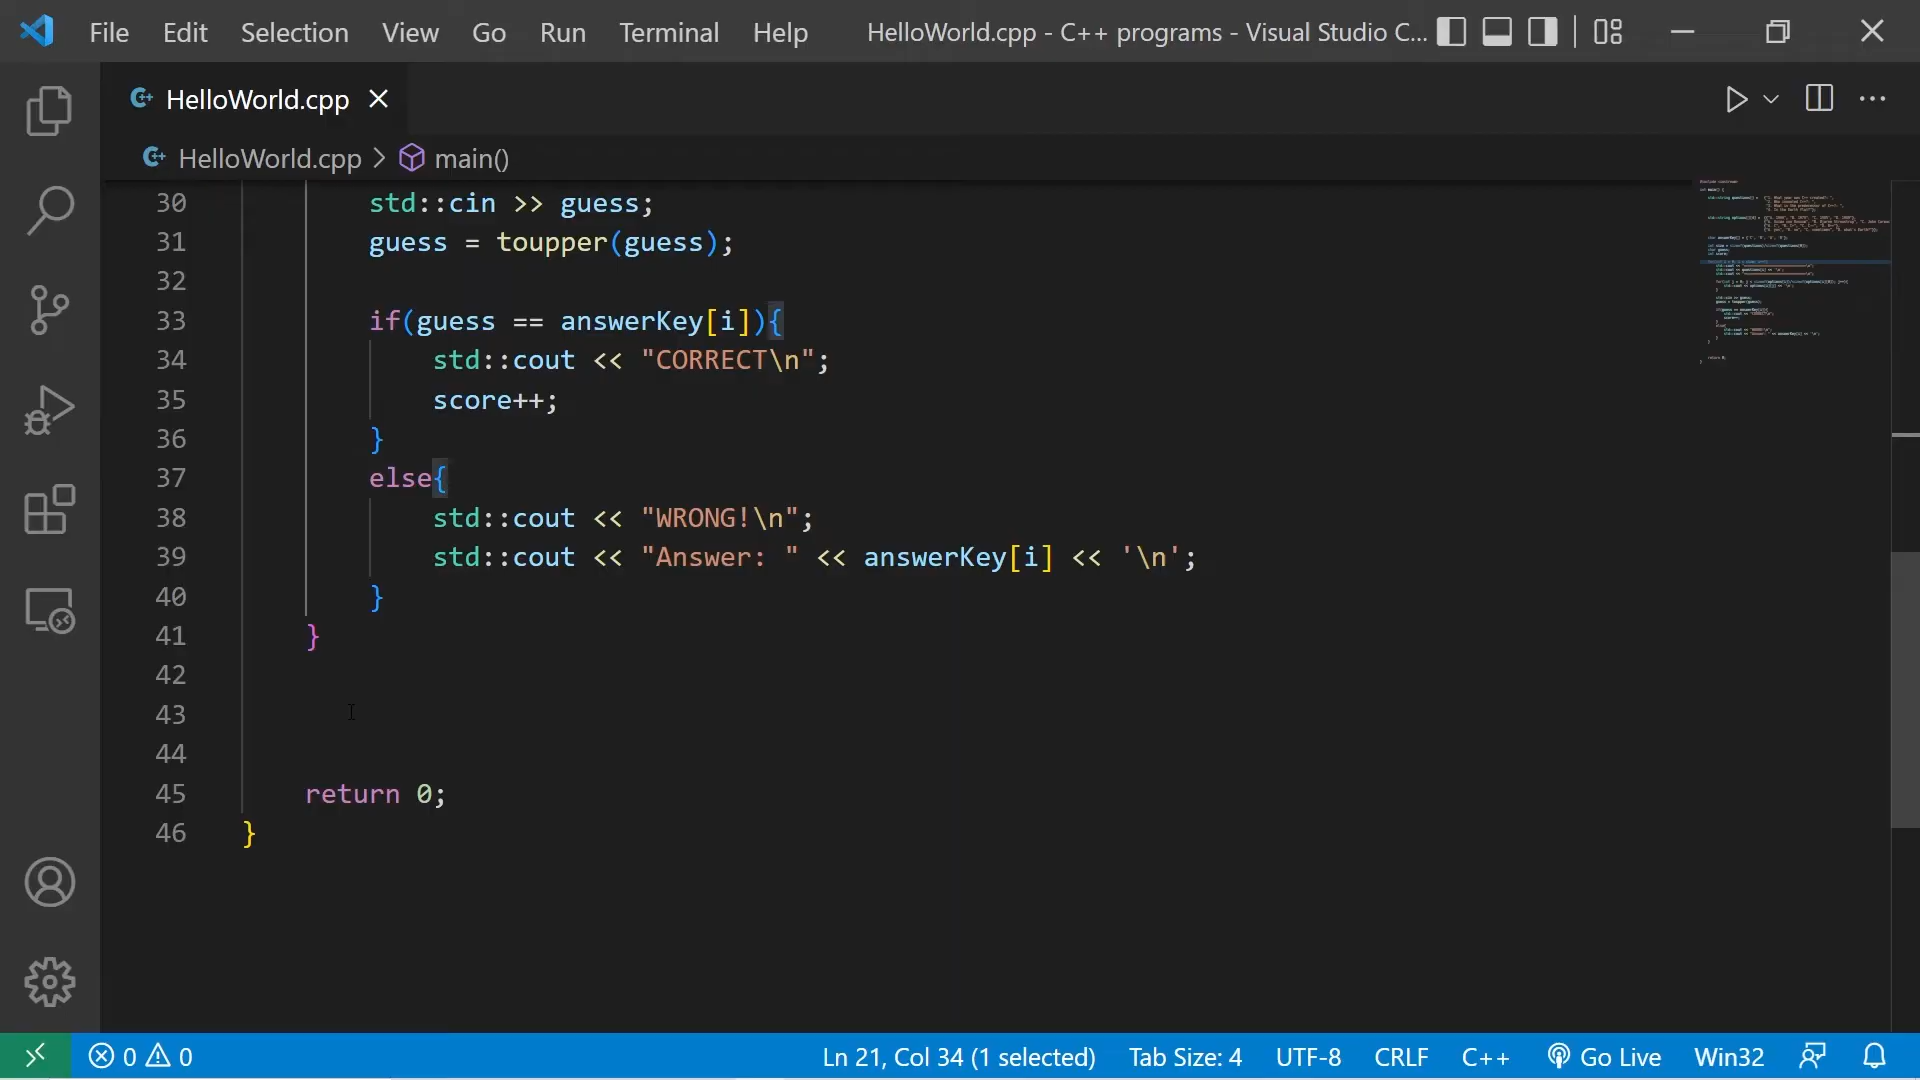 File Edit Selection View Go Run Terminal Help HelloWorld.cpp - C++ programs - Visual Studio C...
HelloWorld.cpp
HelloWorld.cpp > main()
30 std::cin >> guess;
31 guess = toupper(guess);
32
33 if(guess == answerKey[i]){
34 std::cout << "CORRECT\n";
35 score++;
36 }
37 else{
38 std::cout << "WRONG!\n";
39 std::cout << "Answer: " << answerKey[i] << '\n';
40 }
41 }
42
43
44
45 return 0;
46 }
0 0 Ln 21, Col 34 (1 selected) Tab Size: 4 UTF-8 CRLF C++ Go Live Win32